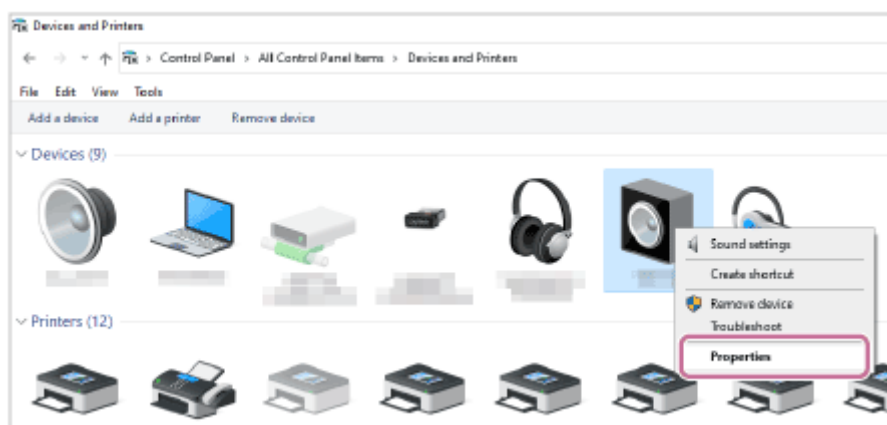 Devices and Printers
Control Panel > All Control Panel Items > Devices and Printers
File Edit View Tools
Add a device Add a printer Remove device
Devices (9)
Sound settings
Create shortcut
Remove device
Troubleshoot
Properties
Printers (12)